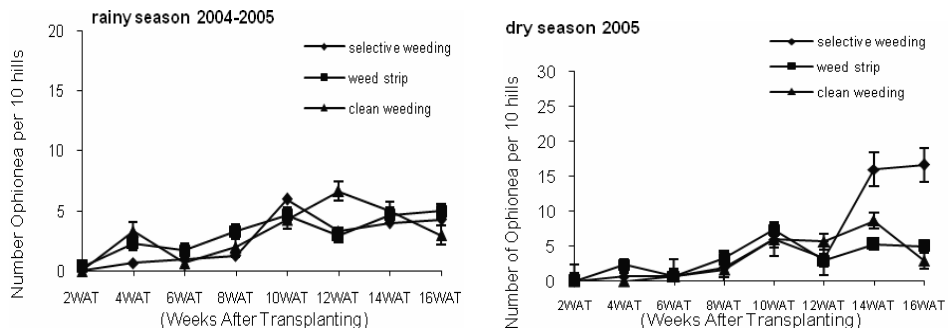 rainy season 2004-2005
Number Ophionea per 10 hills
20
15
10
5
0
selective weeding
weed strip
clean weeding
2WAT 4WAT 6WAT 8WAT 10WAT 12WAT 14WAT 16WAT
(Weeks After Transplanting)
dry season 2005
Number of Ophionea per 10 hills
30
25
20
15
10
5
0
selective weeding
weed strip
clean weeding
2WAT 4WAT 6WAT 8WAT 10WAT 12WAT 14WAT 16WAT
(Weeks After Transplanting)